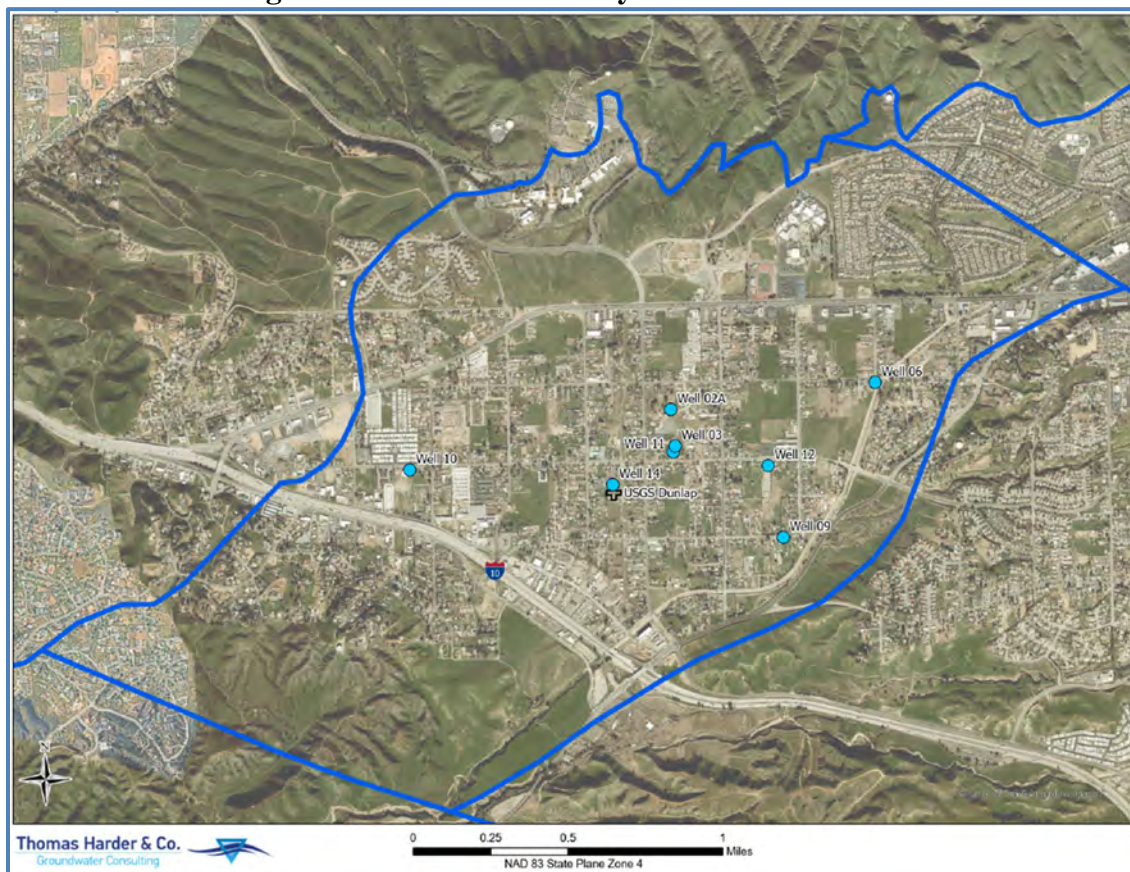 Well 06
Well 02A
Well 03
Well 11
Well 12
Well 10
Well 14
USGS Dunlap
Well 09
10
N
Thomas Harder & Co.
Groundwater Consulting
0 0.25 0.5 1
Miles
NAD 83 State Plane Zone 4